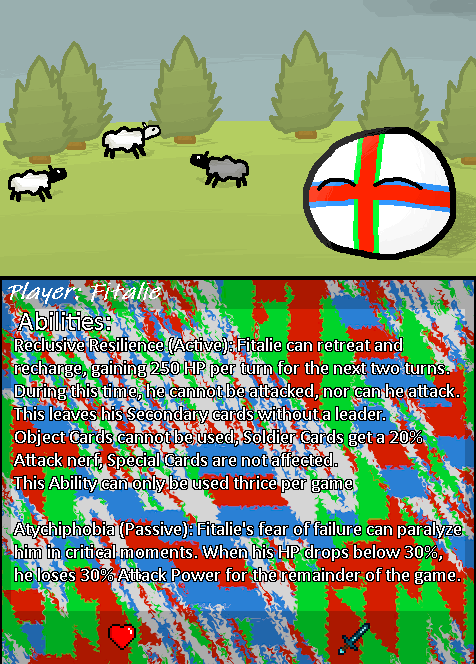 Player: Fitalie
Abilities:
Reclusive Resilience (Active): Fitalie can retreat and
recharge, gaining 250 HP per turn for the next two turns.
During this time, he cannot be attacked, nor can he attack.
This leaves his Secondary cards without a leader.
Object Cards cannot be used, Soldier Cards get a 20%
Attack nerf, Special Cards are not affected.
This Ability can only be used thrice per game
Atychiphobia (Passive): Fitalie's fear of failure can paralyze
him in critical moments. When his HP drops below 30%,
he loses 30% Attack Power for the remainder of the game.